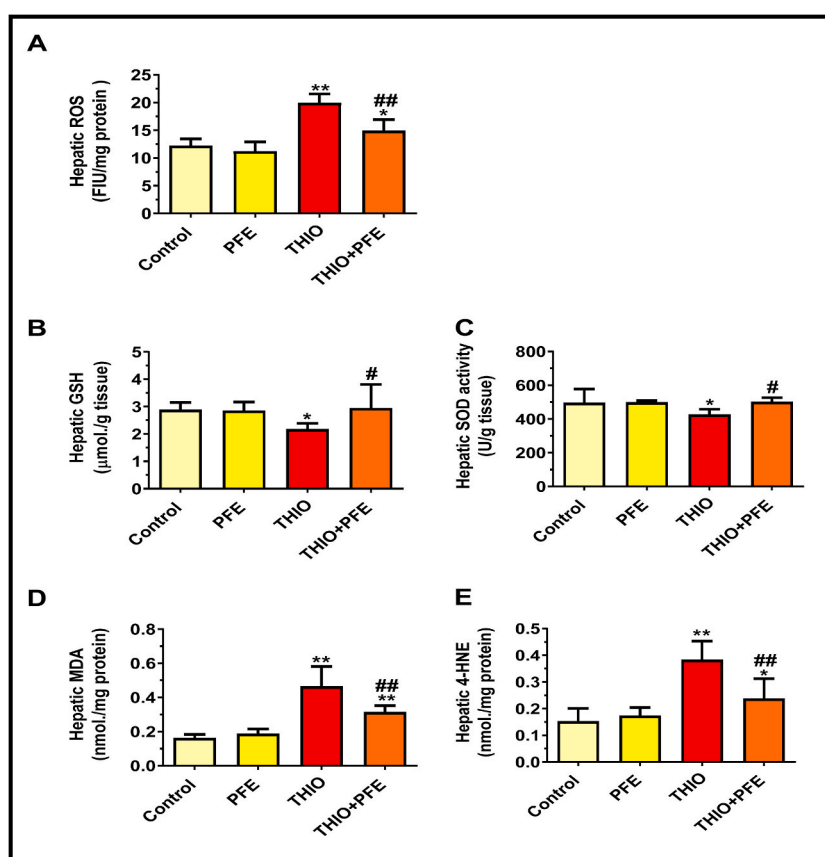 A
Hepatic ROS
(FIU/mg protein )
25
20
15
10
5
0
**
##
*
Control
PFE
THIO
THIO+PFE
B
Hepatic GSH
(μmol./g tissue)
5
4
3
2
1
0
*
#
Control
PFE
THIO
THIO+PFE
C
Hepatic SOD activity
(U/g tissue)
800
600
400
200
0
*
#
Control
PFE
THIO
THIO+PFE
D
Hepatic MDA
(nmol./mg protein)
0.8
0.6
0.4
0.2
0.0
**
##
**
Control
PFE
THIO
THIO+PFE
E
Hepatic 4-HNE
(nmol./mg protein)
0.5
0.4
0.3
0.2
0.1
0.0
**
##
*
Control
PFE
THIO
THIO+PFE